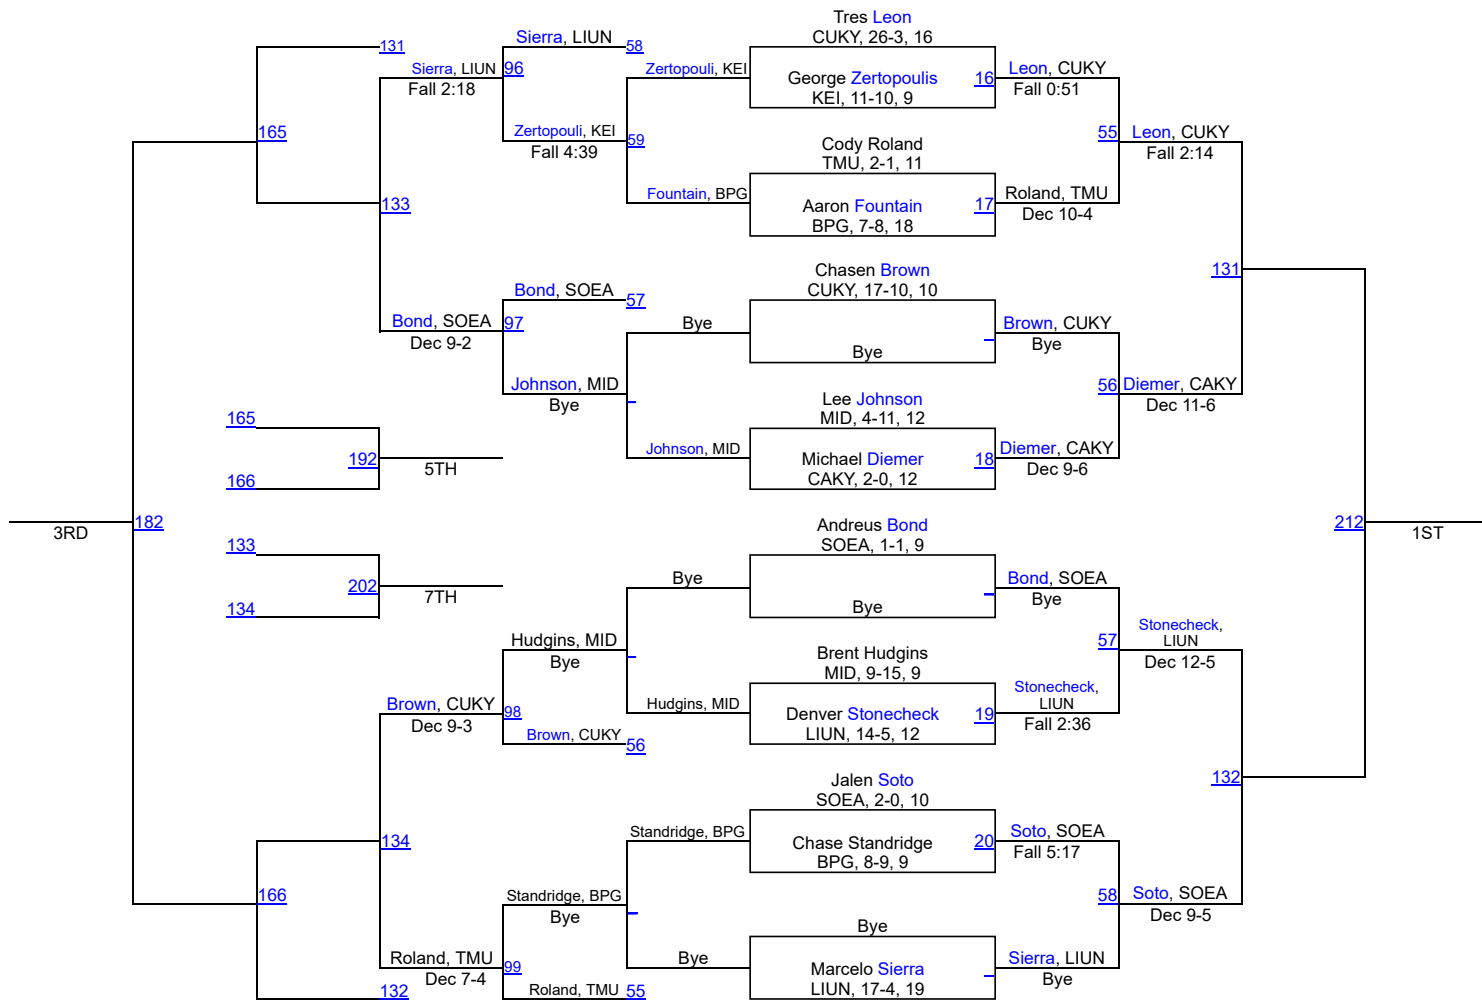 Tres Leon
CUKY, 26-3, 16
Sierra, LIUN
58
131
Sierra, LIUN
96
Fall 2:18
Zertopouli, KEI
George Zertopoulis
16
KEI, 11-10, 9
Leon, CUKY
Fall 0:51
165
Zertopouli, KEI
59
Fall 4:39
Cody Roland
TMU, 2-1, 11
55
Leon, CUKY
Fall 2:14
133
Fountain, BPG
Aaron Fountain
17
BPG, 7-8, 18
Roland, TMU
Dec 10-4
Chasen Brown
CUKY, 17-10, 10
131
Bond, SOEA
57
Bond, SOEA
97
Dec 9-2
Bye
Bye
Brown, CUKY
Bye
Johnson, MID
Bye
Lee Johnson
MID, 4-11, 12
56
Diemer, CAKY
Dec 11-6
165
192
5TH
166
Johnson, MID
Michael Diemer
18
CAKY, 2-0, 12
Diemer, CAKY
Dec 9-6
3RD
182
Andreus Bond
SOEA, 1-1, 9
212
1ST
133
202
7TH
134
Bye
Bye
Bond, SOEA
Bye
Hudgins, MID
Bye
Brent Hudgins
MID, 9-15, 9
57
Stonecheck,
LIUN
Dec 12-5
Brown, CUKY
98
Dec 9-3
Hudgins, MID
Denver Stonecheck
19
LIUN, 14-5, 12
Stonecheck,
LIUN
Fall 2:36
Brown, CUKY
56
Jalen Soto
SOEA, 2-0, 10
132
134
Standridge, BPG
Chase Standridge
20
BPG, 8-9, 9
Soto, SOEA
Fall 5:17
166
Standridge, BPG
Bye
58
Soto, SOEA
Dec 9-5
Bye
Roland, TMU
99
Dec 7-4
Bye
Marcelo Sierra
LIUN, 17-4, 19
Sierra, LIUN
Bye
132
Roland, TMU
55